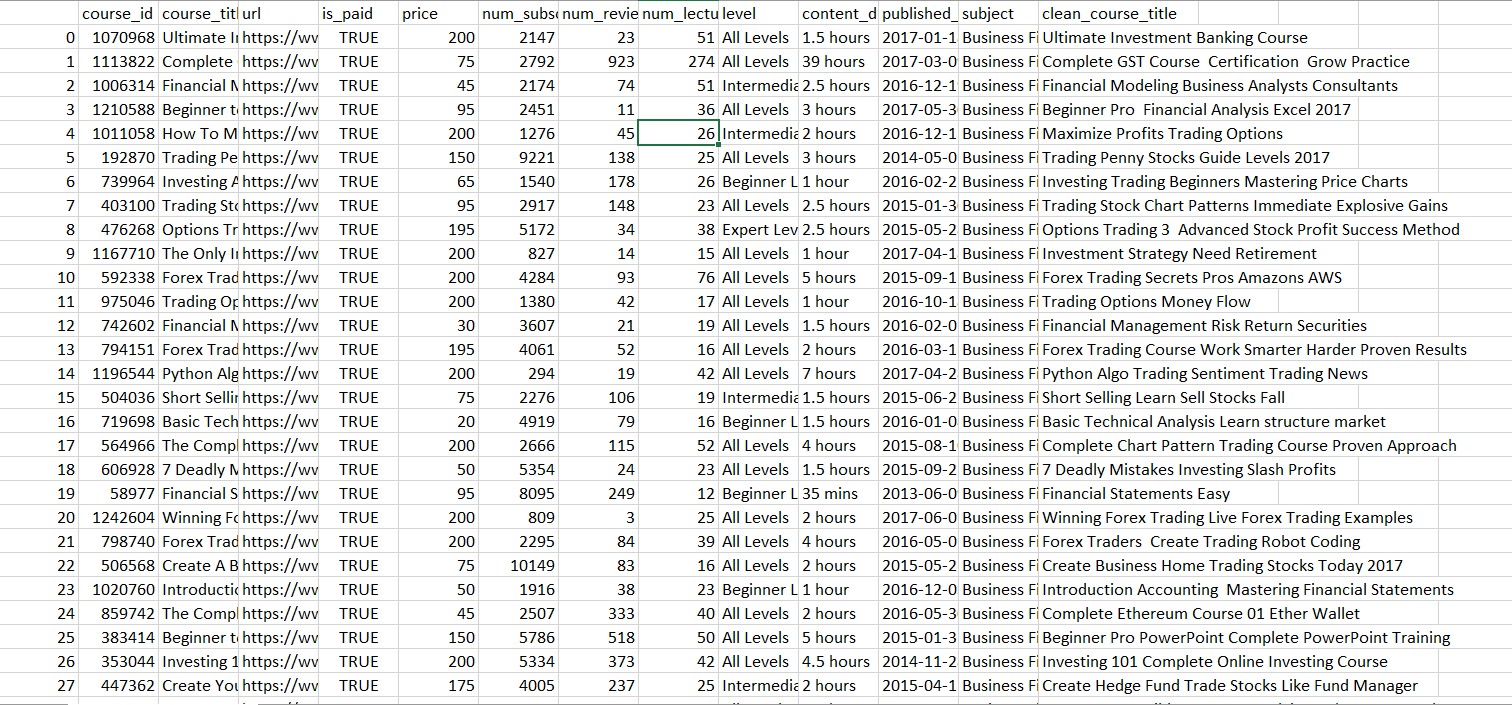 course_id course_titl url is_paid price num_subsc num_revie num_lectu level content_d published_ subject clean_course_title
0 1070968 Ultimate I https://wv TRUE 200 2147 23 51 All Levels 1.5 hours 2017-01-1 Business Fi Ultimate Investment Banking Course
1 1113822 Complete https://wv TRUE 75 2792 923 274 All Levels 39 hours 2017-03-0 Business Fi Complete GST Course  Certification  Grow Practice
2 1006314 Financial M https://wv TRUE 45 2174 74 51 Intermedia 2.5 hours 2016-12-1 Business Fi Financial Modeling Business Analysts Consultants
3 1210588 Beginner t https://wv TRUE 95 2451 11 36 All Levels 3 hours 2017-05-3 Business Fi Beginner Pro  Financial Analysis Excel 2017
4 1011058 How To M https://wv TRUE 200 1276 45 26 Intermedia 2 hours 2016-12-1 Business Fi Maximize Profits Trading Options
5 192870 Trading Pe https://wv TRUE 150 9221 138 25 All Levels 3 hours 2014-05-0 Business Fi Trading Penny Stocks Guide Levels 2017
6 739964 Investing A https://wv TRUE 65 1540 178 26 Beginner L 1 hour 2016-02-2 Business Fi Investing Trading Beginners Mastering Price Charts
7 403100 Trading Sto https://wv TRUE 95 2917 148 23 All Levels 2.5 hours 2015-01-3 Business Fi Trading Stock Chart Patterns Immediate Explosive Gains
8 476268 Options Tr https://wv TRUE 195 5172 34 38 Expert Lev 2.5 hours 2015-05-2 Business Fi Options Trading 3  Advanced Stock Profit Success Method
9 1167710 The Only I https://wv TRUE 200 827 14 15 All Levels 1 hour 2017-04-1 Business Fi Investment Strategy Need Retirement
10 592338 Forex Trad https://wv TRUE 200 4284 93 76 All Levels 5 hours 2015-09-1 Business Fi Forex Trading Secrets Pros Amazons AWS
11 975046 Trading Op https://wv TRUE 200 1380 42 17 All Levels 1 hour 2016-10-1 Business Fi Trading Options Money Flow
12 742602 Financial M https://wv TRUE 30 3607 21 19 All Levels 1.5 hours 2016-02-0 Business Fi Financial Management Risk Return Securities
13 794151 Forex Trad https://wv TRUE 195 4061 52 16 All Levels 2 hours 2016-03-1 Business Fi Forex Trading Course Work Smarter Harder Proven Results
14 1196544 Python Alg https://wv TRUE 200 294 19 42 All Levels 7 hours 2017-04-2 Business Fi Python Algo Trading Sentiment Trading News
15 504036 Short Sellin https://wv TRUE 75 2276 106 19 Intermedia 1.5 hours 2015-06-2 Business Fi Short Selling Learn Sell Stocks Fall
16 719698 Basic Tech https://wv TRUE 20 4919 79 16 Beginner L 1.5 hours 2016-01-0 Business Fi Basic Technical Analysis Learn structure market
17 564966 The Compl https://wv TRUE 200 2666 115 52 All Levels 4 hours 2015-08-1 Business Fi Complete Chart Pattern Trading Course Proven Approach
18 606928 7 Deadly M https://wv TRUE 50 5354 24 23 All Levels 1.5 hours 2015-09-2 Business Fi 7 Deadly Mistakes Investing Slash Profits
19 58977 Financial S https://wv TRUE 95 8095 249 12 Beginner L 35 mins 2013-06-0 Business Fi Financial Statements Easy
20 1242604 Winning Fo https://wv TRUE 200 809 3 25 All Levels 2 hours 2017-06-0 Business Fi Winning Forex Trading Live Forex Trading Examples
21 798740 Forex Trad https://wv TRUE 200 2295 84 39 All Levels 4 hours 2016-05-0 Business Fi Forex Traders  Create Trading Robot Coding
22 506568 Create A B https://wv TRUE 75 10149 83 16 All Levels 2 hours 2015-05-2 Business Fi Create Business Home Trading Stocks Today 2017
23 1020760 Introductio https://wv TRUE 50 1916 38 23 Beginner L 1 hour 2016-12-0 Business Fi Introduction Accounting  Mastering Financial Statements
24 859742 The Compl https://wv TRUE 45 2507 333 40 All Levels 2 hours 2016-05-3 Business Fi Complete Ethereum Course 01 Ether Wallet
25 383414 Beginner t https://wv TRUE 150 5786 518 50 All Levels 5 hours 2015-01-3 Business Fi Beginner Pro PowerPoint Complete PowerPoint Training
26 353044 Investing 1 https://wv TRUE 200 5334 373 42 All Levels 4.5 hours 2014-11-2 Business Fi Investing 101 Complete Online Investing Course
27 447362 Create You https://wv TRUE 175 4005 237 25 Intermedia 2 hours 2015-04-1 Business Fi Create Hedge Fund Trade Stocks Like Fund Manager